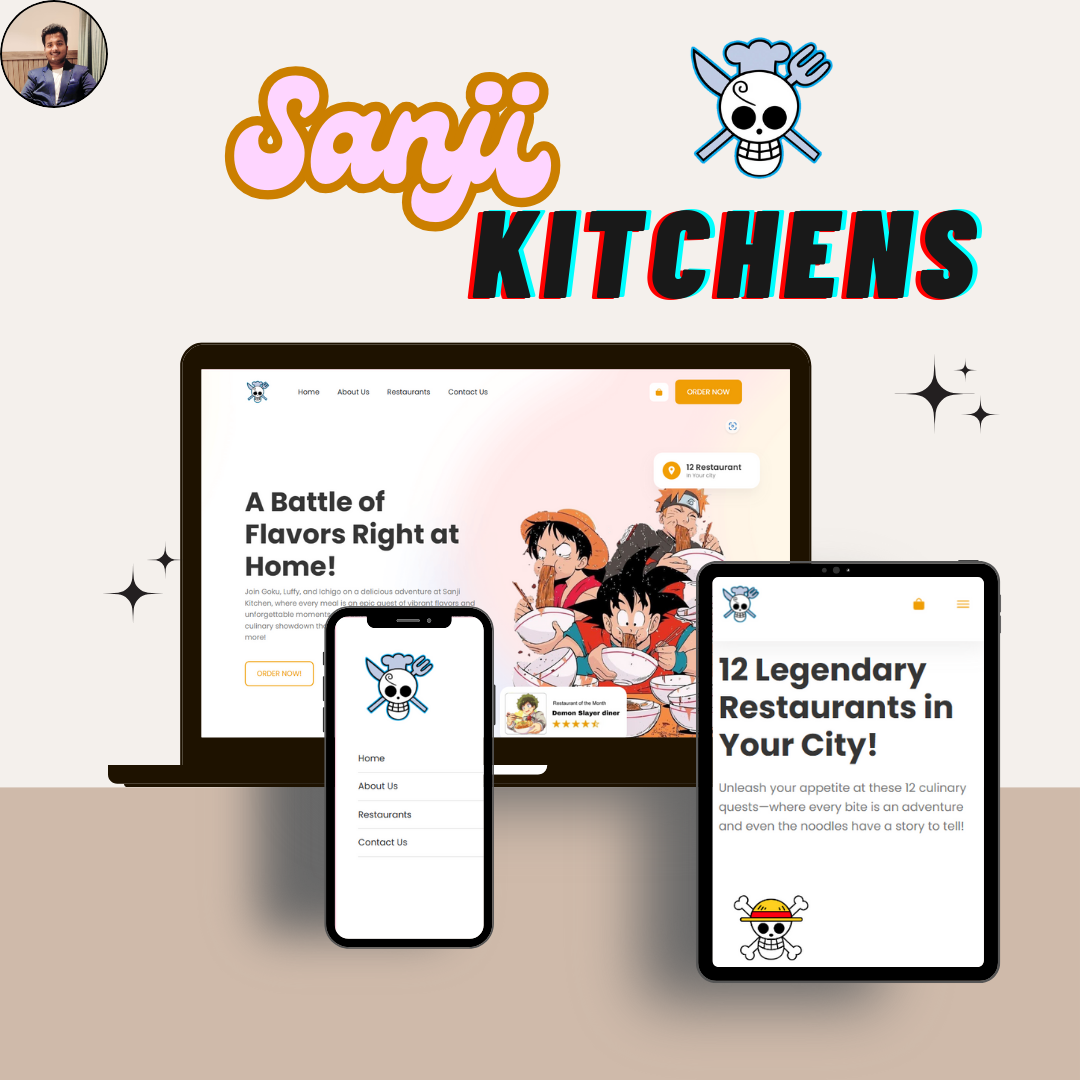 Sanji
KITCHENS
Home About Us Restaurants Contact Us ORDER NOW
12 Restaurant
in Your city
A Battle of
Flavors Right at
Home!
Join Goku, Luffy, and Ichigo on a delicious adventure at Sanji
Kitchen, where every meal is an epic quest of vibrant flavors and
unforgettable moments
culinary showdown
more!
ORDER NOW!
Restaurant of the Month
Demon Slayer diner
Home
About Us
Restaurants
Contact Us
12 Legendary
Restaurants in
Your City!
Unleash your appetite at these 12 culinary
quests—where every bite is an adventure
and even the noodles have a story to tell!